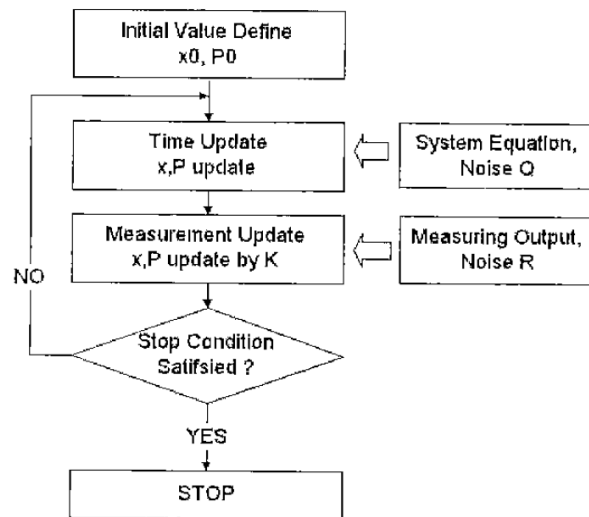 Initial Value Define
x0, P0
Time Update
x,P update
System Equation,
Noise Q
Measurement Update
x,P update by K
Measuring Output,
Noise R
NO
Stop Condition
Satifsied ?
YES
STOP